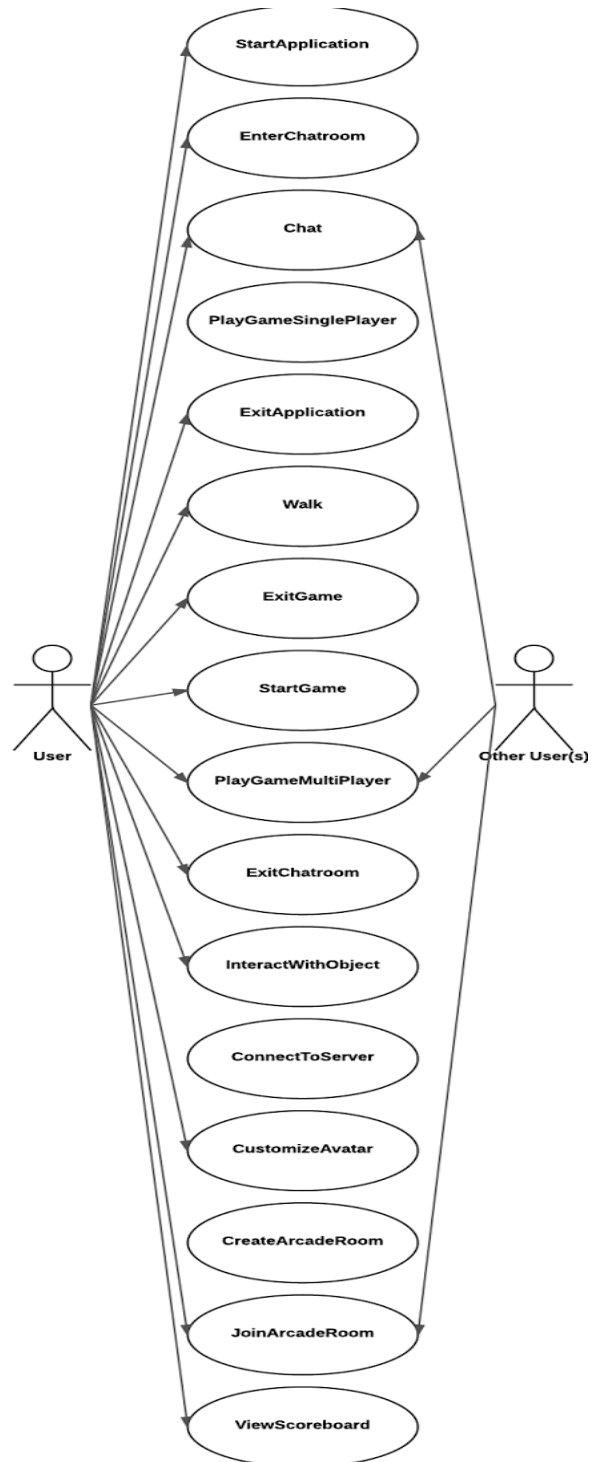 StartApplication
EnterChatroom
Chat
PlayGameSinglePlayer
ExitApplication
Walk
ExitGame
StartGame
User
Other User(s)
PlayGameMultiPlayer
ExitChatroom
InteractWithObject
ConnectToServer
CustomizeAvatar
CreateArcadeRoom
JoinArcadeRoom
ViewScoreboard